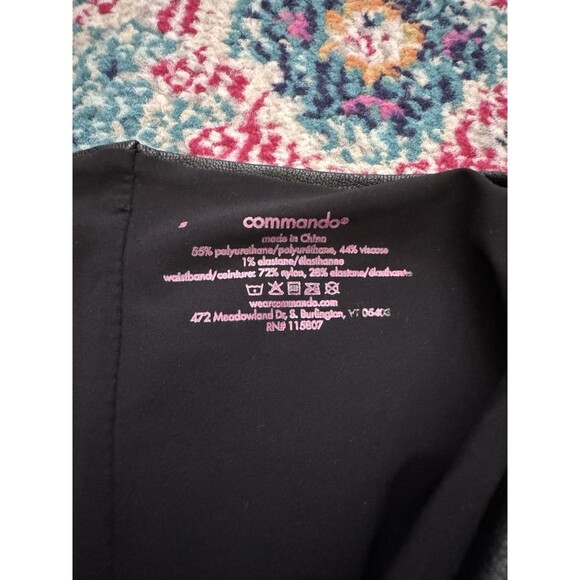 commando®
made in China
55% polyurethane/polyuréthane, 44% viscose
1% elastane/élasthanne
waistband/ceinture: 72% nylon, 28% elastane/élasthanne
wearcommando.com
472 Meadowland Dr, S. Burlington, VT 05403
RN# 115807